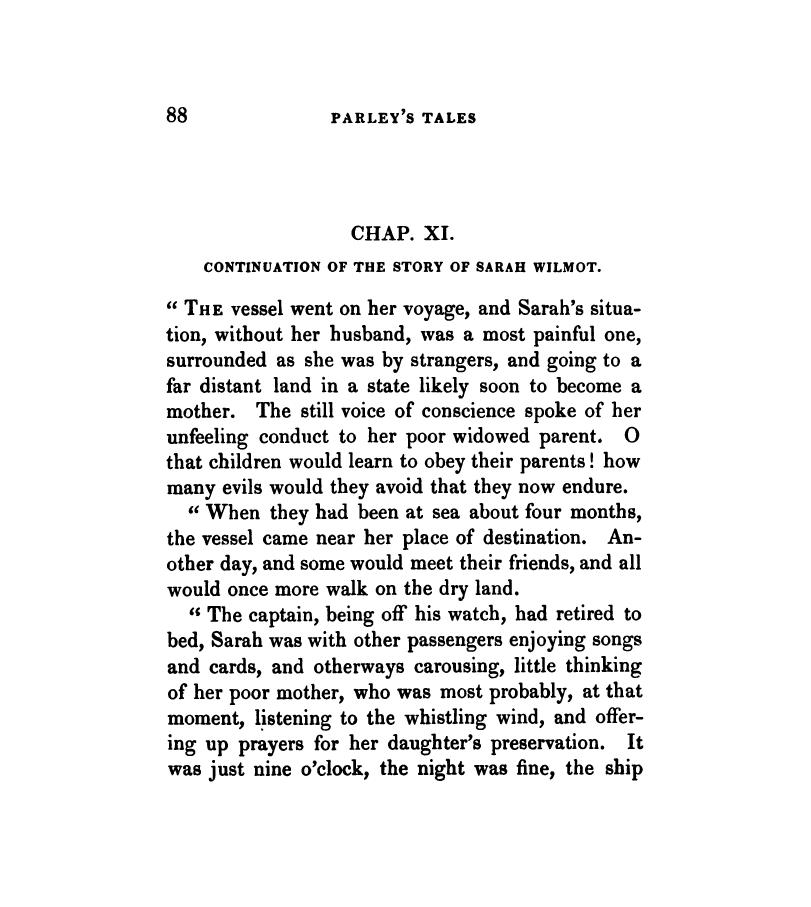 88 PARLEY'S TALES
CHAP. XI.
CONTINUATION OF THE STORY OF SARAH WILMOT.
“ THE vessel went on her voyage, and Sarah's situa-
tion, without her husband, was a most painful one,
surrounded as she was by strangers, and going to a
far distant land in a state likely soon to become a
mother. The still voice of conscience spoke of her
unfeeling conduct to her poor widowed parent. O
that children would learn to obey their parents! how
many evils would they avoid that they now endure.
“ When they had been at sea about four months,
the vessel came near her place of destination. An-
other day, and some would meet their friends, and all
would once more walk on the dry land.
“ The captain, being off his watch, had retired to
bed, Sarah was with other passengers enjoying songs
and cards, and otherways carousing, little thinking
of her poor mother, who was most probably, at that
moment, listening to the whistling wind, and offer-
ing up prayers for her daughter's preservation. It
was just nine o'clock, the night was fine, the ship